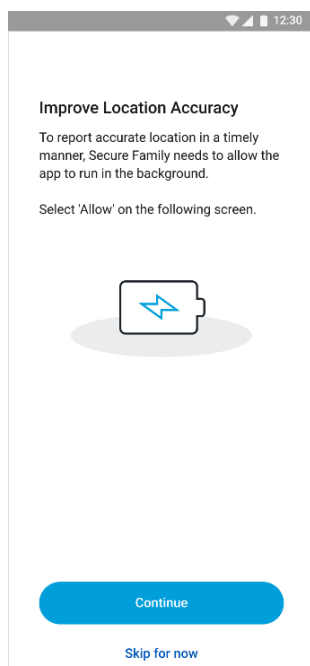 12:30
Improve Location Accuracy
To report accurate location in a timely
manner, Secure Family needs to allow the
app to run in the background.
Select 'Allow' on the following screen.
Continue
Skip for now